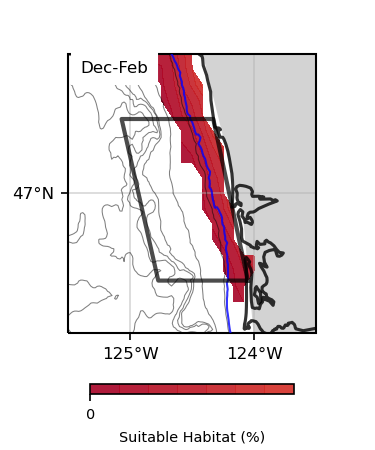 Dec-Feb
47°N
125°W 124°W
0
Suitable Habitat (%)